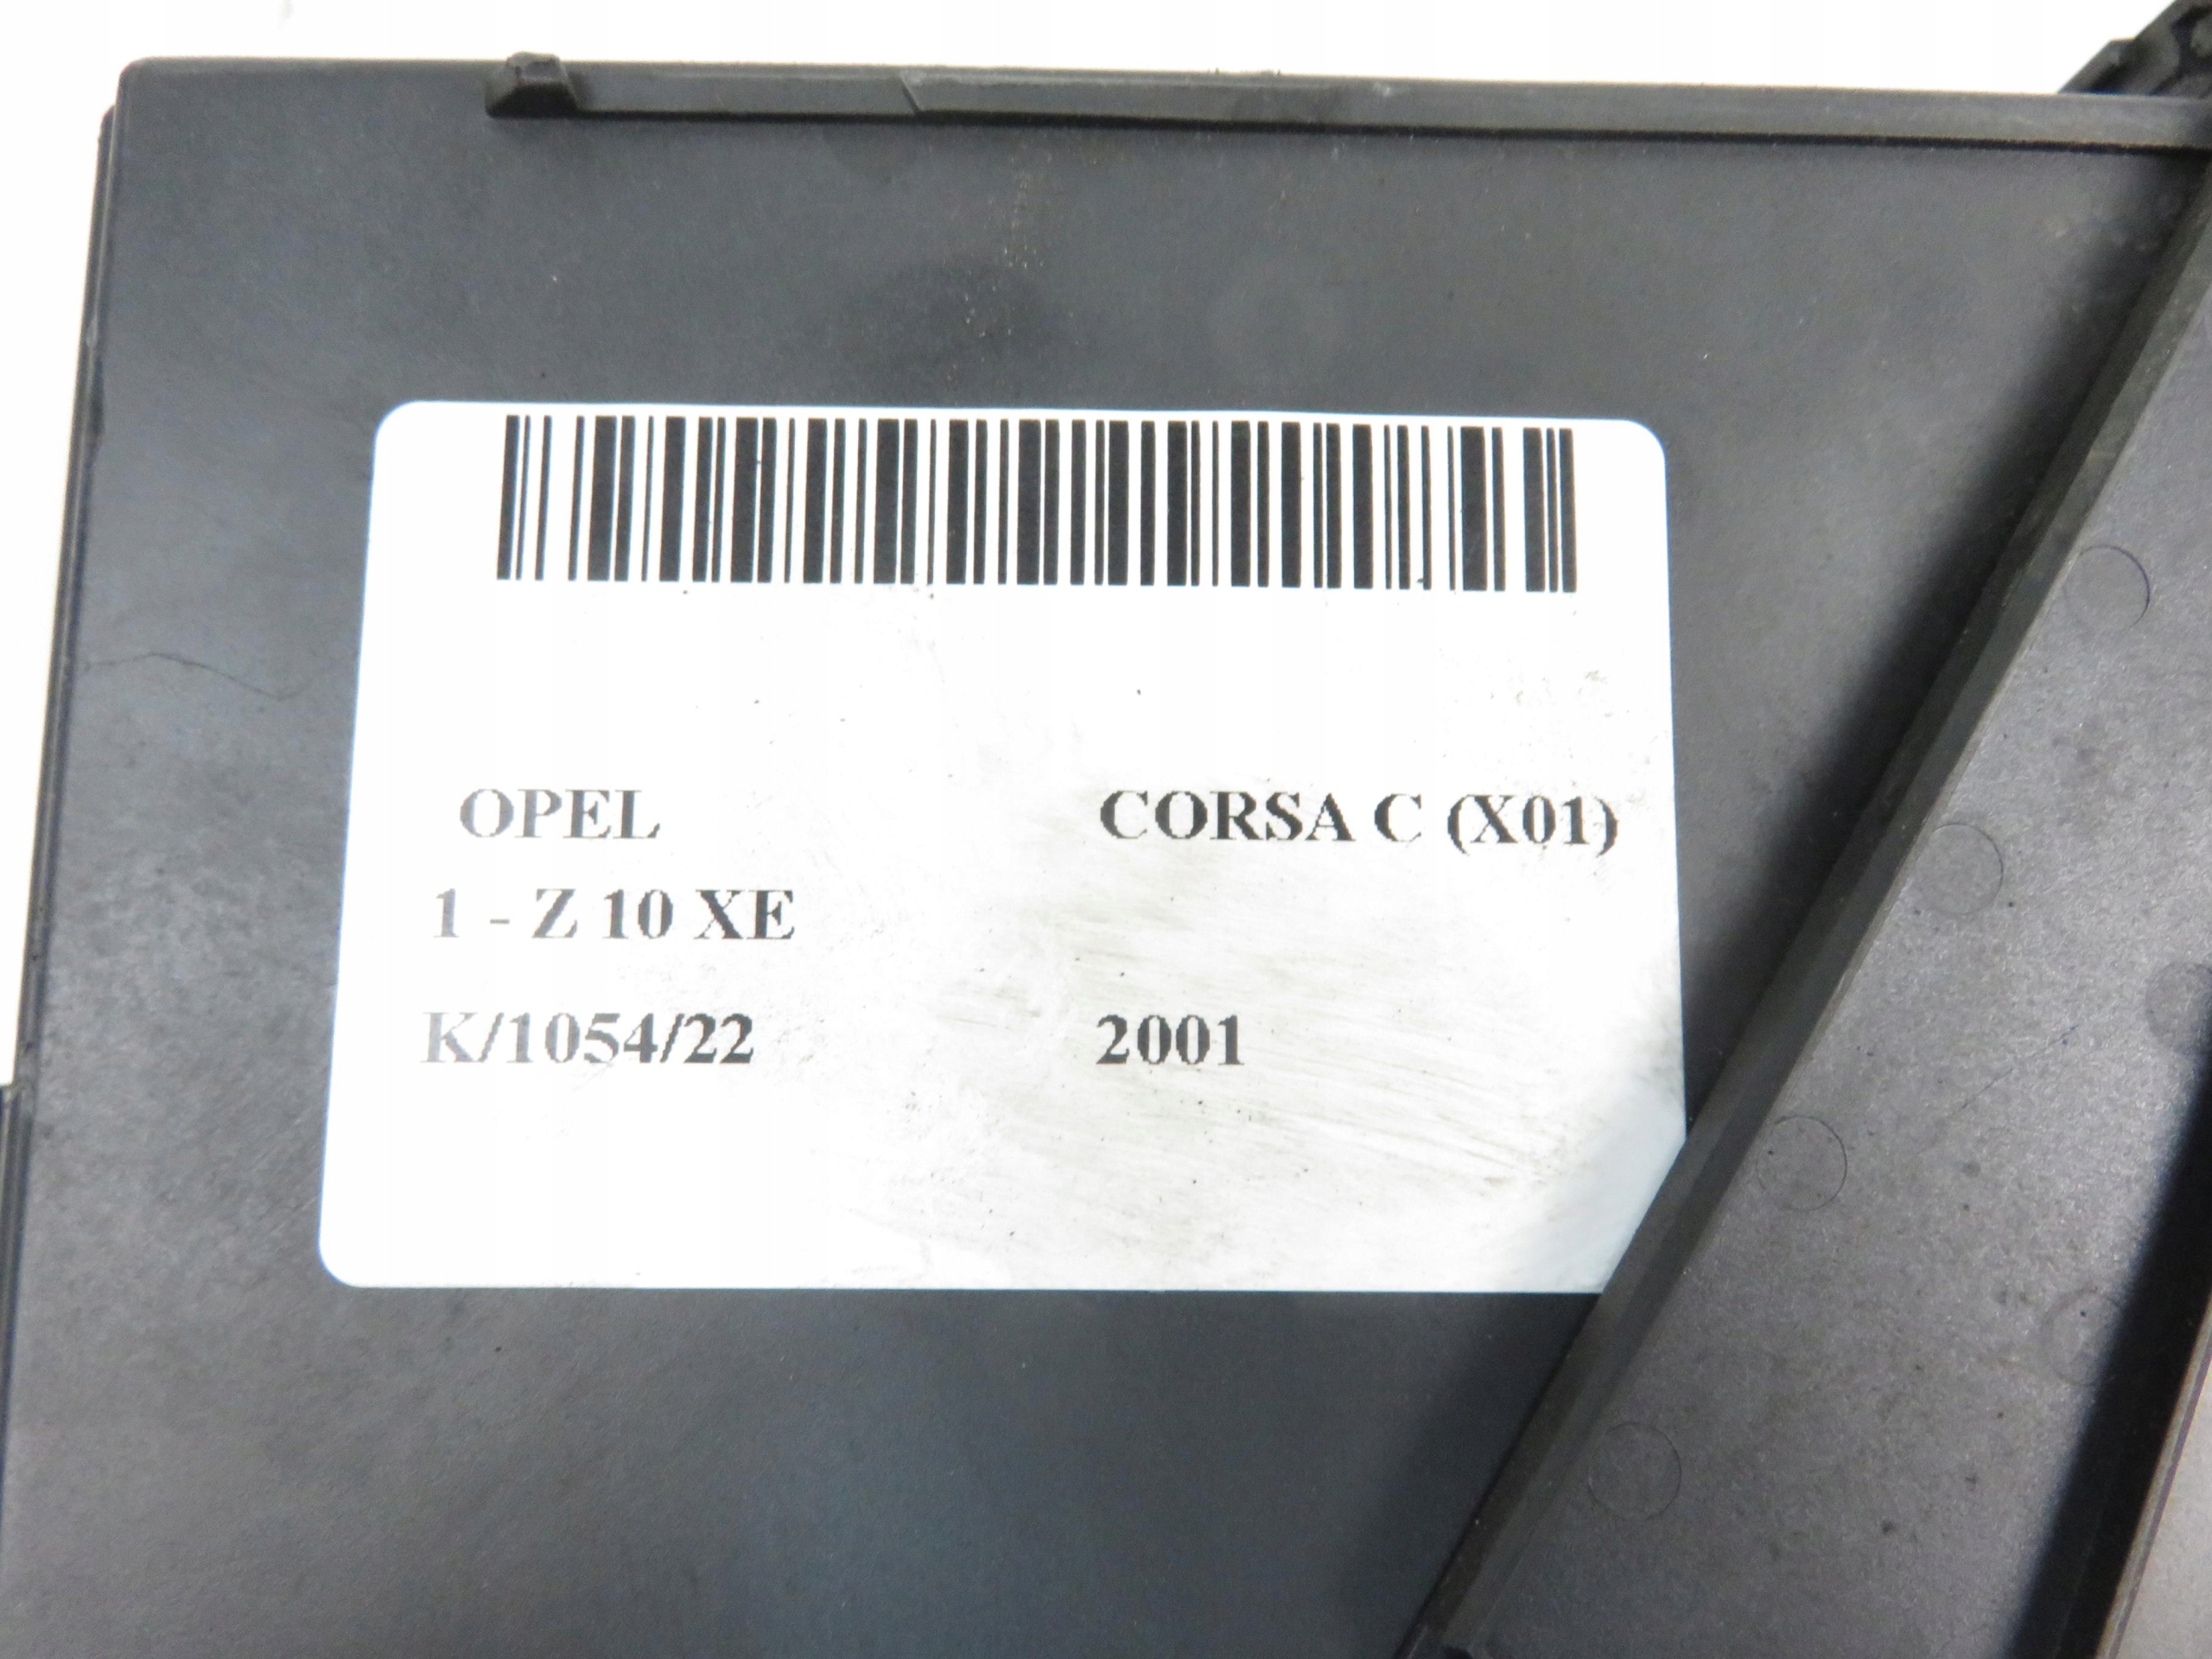 OPEL CORSA C (X01)
1 - Z 10 XE
K/1054/22 2001